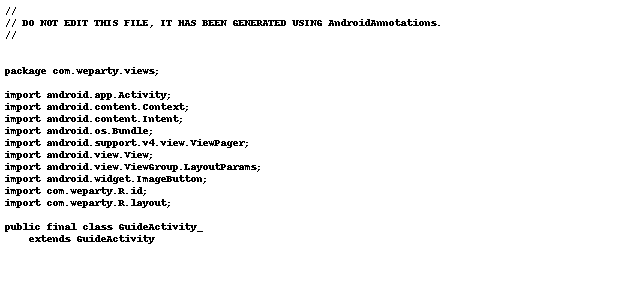 //
// DO NOT EDIT THIS FILE, IT HAS BEEN GENERATED USING AndroidAnnotations.
//
package com.weparty.views;
import android.app.Activity;
import android.content.Context;
import android.content.Intent;
import android.os.Bundle;
import android.support.v4.view.ViewPager;
import android.view.View;
import android.view.ViewGroup.LayoutParams;
import android.widget.ImageButton;
import com.weparty.R.id;
import com.weparty.R.layout;
public final class GuideActivity_
    extends GuideActivity